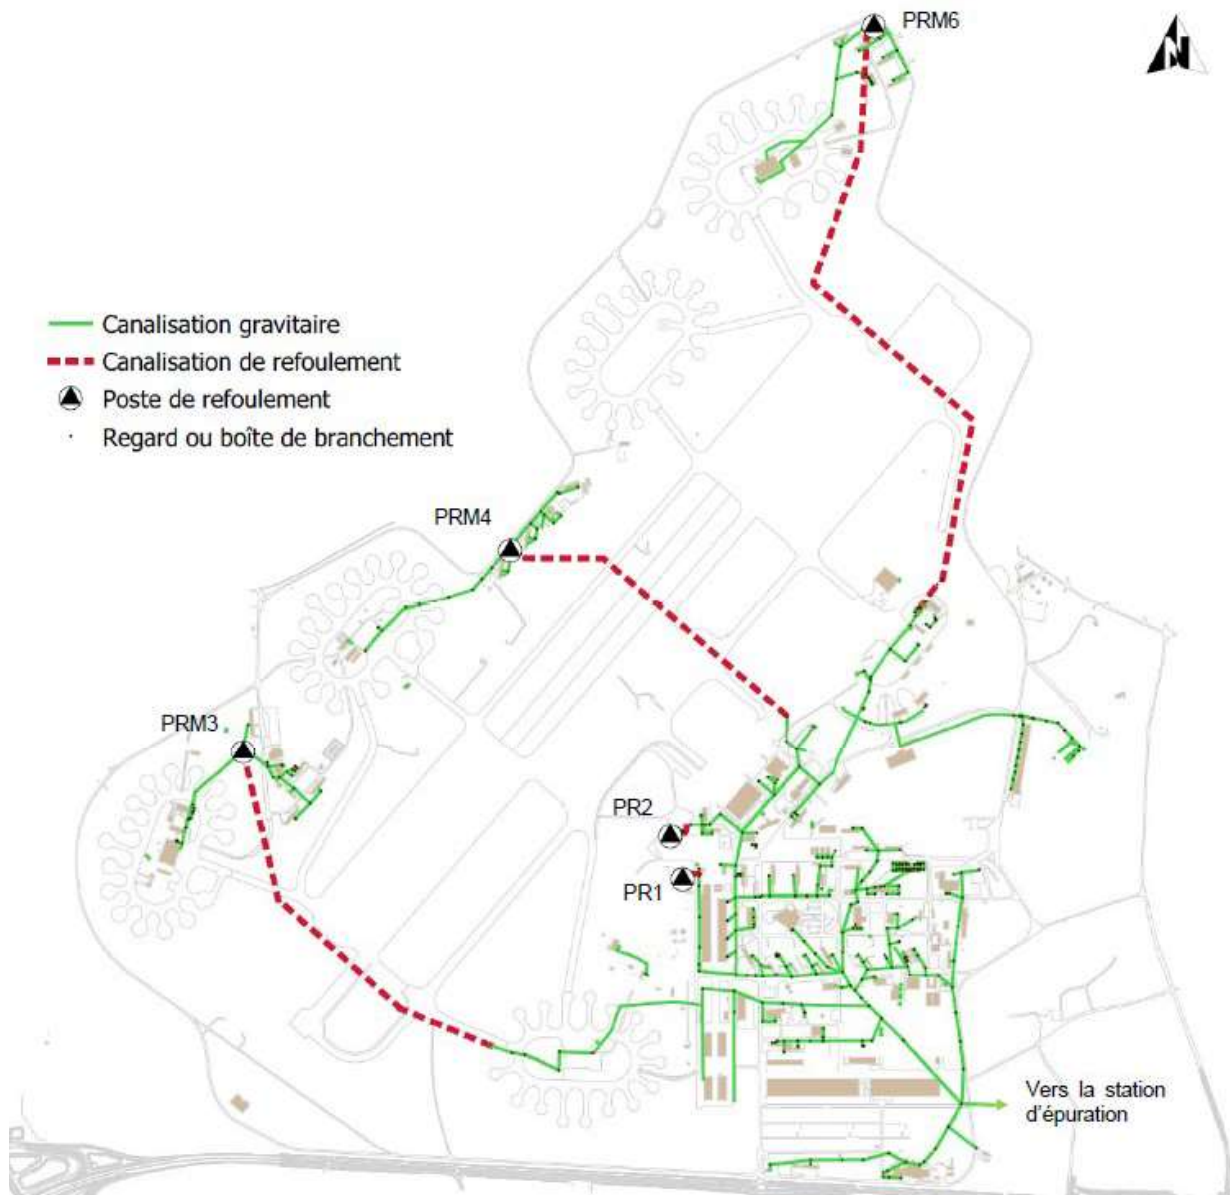 PRM6
N
Canalisation gravitaire
Canalisation de refoulement
Poste de refoulement
Regard ou boîte de branchement
PRM4
PRM3
PR2
PR1
Vers la station
d'épuration